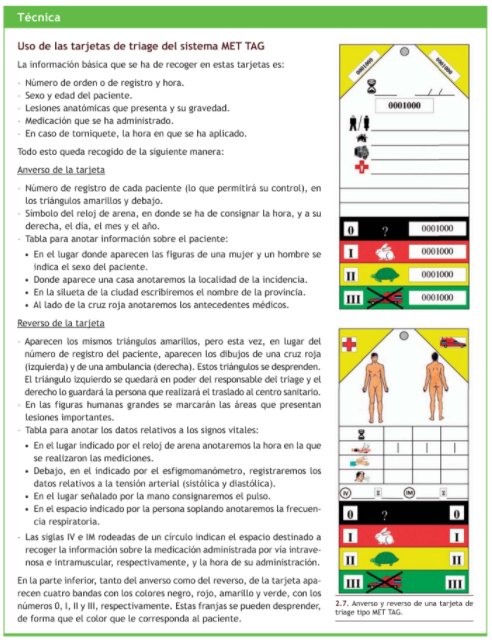 Técnica
Uso de las tarjetas de triage del sistema MET TAG
La información básica que se ha de recoger en estas tarjetas es:
- Número de orden o de registro y hora.
- Sexo y edad del paciente.
- Lesiones anatómicas que presenta y su gravedad.
- Medicación que se ha administrado.
- En caso de torniquete, la hora en que se ha aplicado.
Todo esto queda recogido de la siguiente manera:
Anverso de la tarjeta
- Número de registro de cada paciente (lo que permitirá su control), en
los triángulos amarillos y debajo.
- Símbolo del reloj de arena, en donde se ha de consignar la hora, y a su
derecha, el día, el mes y el año.
- Tabla para anotar información sobre el paciente:
• En el lugar donde aparecen las figuras de una mujer y un hombre se
indica el sexo del paciente.
• Donde aparece una casa anotaremos la localidad de la incidencia.
• En la silueta de la ciudad escribiremos el nombre de la provincia.
• Al lado de la cruz roja anotaremos los antecedentes médicos.
Reverso de la tarjeta
- Aparecen los mismos triángulos amarillos, pero esta vez, en lugar del
número de registro del paciente, aparecen los dibujos de una cruz roja
(izquierda) y de una ambulancia (derecha). Estos triángulos se desprenden.
El triángulo izquierdo se quedará en poder del responsable del triage y el
derecho lo guardará la persona que realizará el traslado al centro sanitario.
- En las figuras humanas grandes se marcarán las áreas que presentan
lesiones importantes.
- Tabla para anotar los datos relativos a los signos vitales:
• En el lugar indicado por el reloj de arena anotaremos la hora en la que
se realizaron las mediciones.
• Debajo, en el indicado por el esfigmomanómetro, registraremos los
datos relativos a la tensión arterial (sistólica y diastólica).
• En el lugar señalado por la mano consignaremos el pulso.
• En el espacio indicado por la persona soplando anotaremos la frecuen-
cia respiratoria.
- Las siglas IV e IM rodeadas de un círculo indican el espacio destinado a
recoger la información sobre la medicación administrada por vía intrave-
nosa e intramuscular, respectivamente, y la hora de su administración.
En la parte inferior, tanto del anverso como del reverso, de la tarjeta apa-
recen cuatro bandas con los colores negro, rojo, amarillo y verde, con los
números 0, I, II y III, respectivamente. Estas franjas se pueden desprender,
de forma que el color que le corresponda al paciente.
0001000
0001000
/ /
0001000
0 ? 0001000
I 0001000
II 0001000
III 0001000
IV IM
0 ? 0
I I
II II
III III
2.7. Anverso y reverso de una tarjeta de
triage tipo MET TAG.